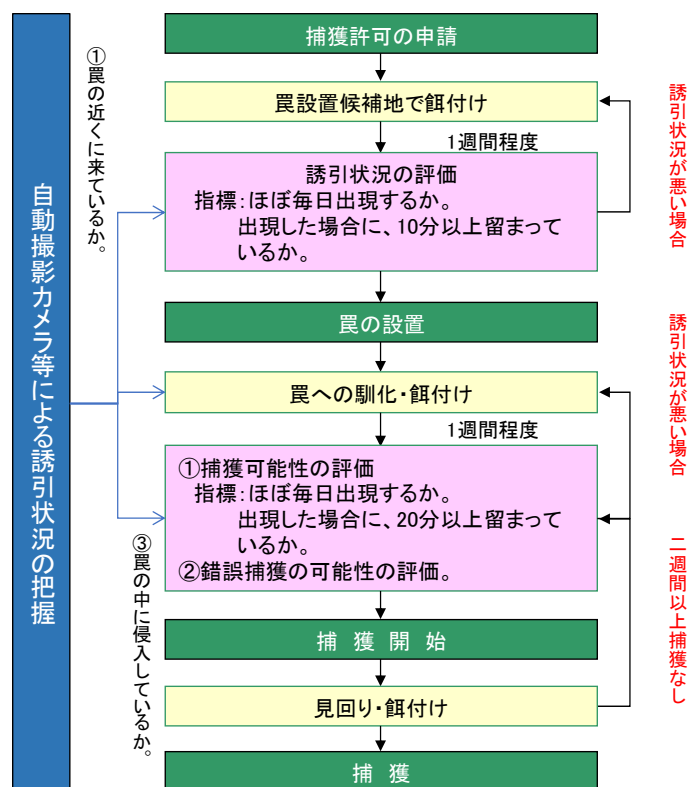 自動撮影カメラ等による誘引状況の把握
①罠の近くに来ているか。
捕獲許可の申請
罠設置候補地で餌付け
1週間程度
誘引状況が悪い場合
誘引状況の評価
指標：ほぼ毎日出現するか。
出現した場合に、10分以上留まって
いるか。
罠の設置
誘引状況が悪い場合
罠への馴化・餌付け
1週間程度
①捕獲可能性の評価
指標：ほぼ毎日出現するか。
出現した場合に、20分以上留まって
いるか。
②錯誤捕獲の可能性の評価。
③罠の中に侵入しているか。
二週間以上捕獲なし
捕 獲 開 始
見回り・餌付け
捕 獲